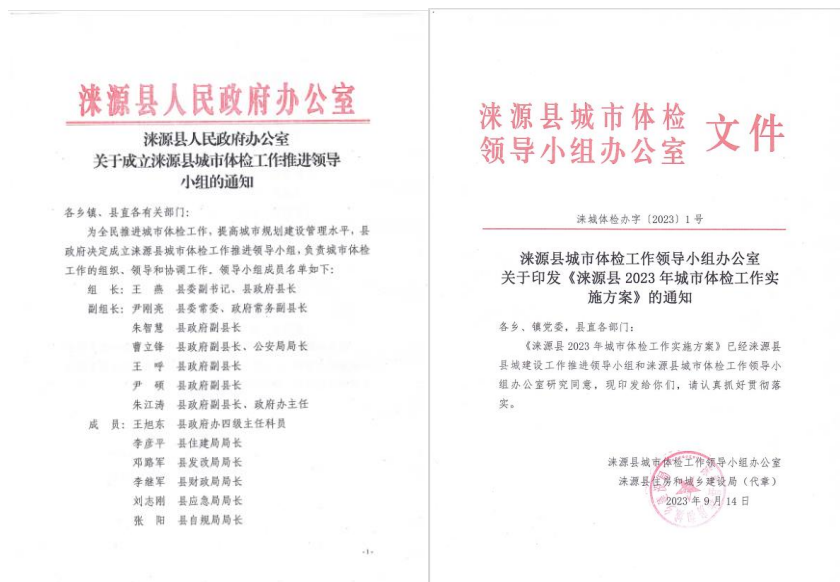 涞源县人民政府办公室
涞源县人民政府办公室
关于成立涞源县城市体检工作推进领导
小组的通知
各乡镇、县直各有关部门：
为全民推进城市体检工作，提高城市规划建设管理水平，县
政府决定成立涞源县城市体检工作推进领导小组，负责城市体检
工作的组织、领导和协调工作。领导小组成员名单如下：
组 长：王 燕 县委副书记、县政府县长
副组长：尹刚亮 县委常委、政府常务副县长
朱智慧 县政府副县长
曹立锋 县政府副县长、公安局局长
王 呼 县政府副县长
尹 硕 县政府副县长
朱江涛 县政府副县长、政府办主任
成 员：王旭东 县政府办四级主任科员
李彦平 县住建局局长
邓路军 县发改局局长
李继军 县财政局局长
刘志刚 县应急局局长
张 阳 县自规局局长
-1-
涞源县城市体检
领导小组办公室 文件
涞城体检办字〔2023〕1号
涞源县城市体检工作领导小组办公室
关于印发《涞源县2023年城市体检工作实
施方案》的通知
各乡、镇党委，县直各部门：
《涞源县2023年城市体检工作实施方案》已经涞源县
县城建设工作推进领导小组和涞源县城市体检工作领导小
组办公室研究同意，现印发给你们，请认真抓好贯彻落
实。
涞源县城市体检工作领导小组办公室
涞源县住房和城乡建设局（代章）
2023年9月14日